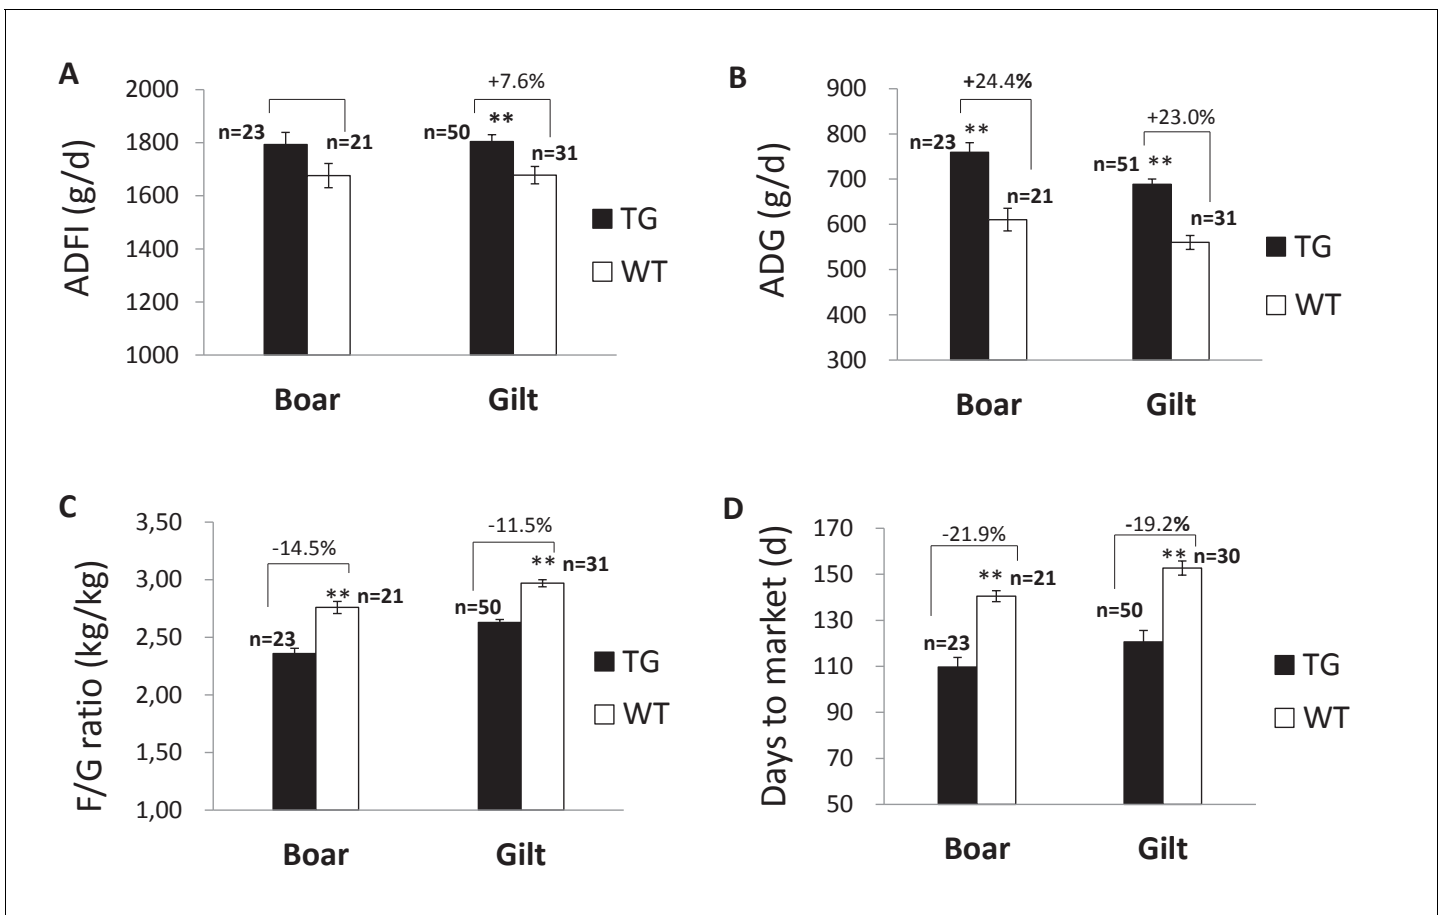 A
ADFI (g/d)
2000
1800
1600
1400
1200
1000
+7.6%
n=23
n=21
n=50
**
n=31
TG
WT
Boar
Gilt
B
ADG (g/d)
900
800
700
600
500
400
300
+24.4%
+23.0%
n=23
**
n=21
n=51
**
n=31
TG
WT
Boar
Gilt
C
F/G ratio (kg/kg)
3,50
3,00
2,50
2,00
1,50
1,00
-14.5%
-11.5%
n=23
**
n=21
n=50
**
n=31
TG
WT
Boar
Gilt
D
Days to market (d)
170
150
130
110
90
70
50
-21.9%
-19.2%
n=23
**
n=21
n=50
**
n=30
TG
WT
Boar
Gilt